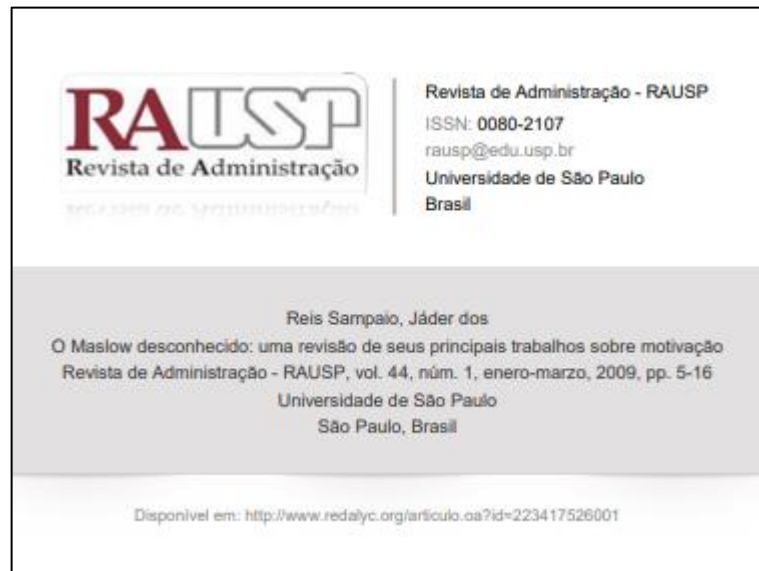 RAUSP
Revista de Administração
Revista de Administração - RAUSP
ISSN: 0080-2107
rausp@edu.usp.br
Universidade de São Paulo
Brasil
Reis Sampaio, Jáder dos
O Maslow desconhecido: uma revisão de seus principais trabalhos sobre motivação
Revista de Administração - RAUSP, vol. 44, núm. 1, enero-marzo, 2009, pp. 5-16
Universidade de São Paulo
São Paulo, Brasil
Disponível em: http://www.redalyc.org/articulo.oa?id=223417526001